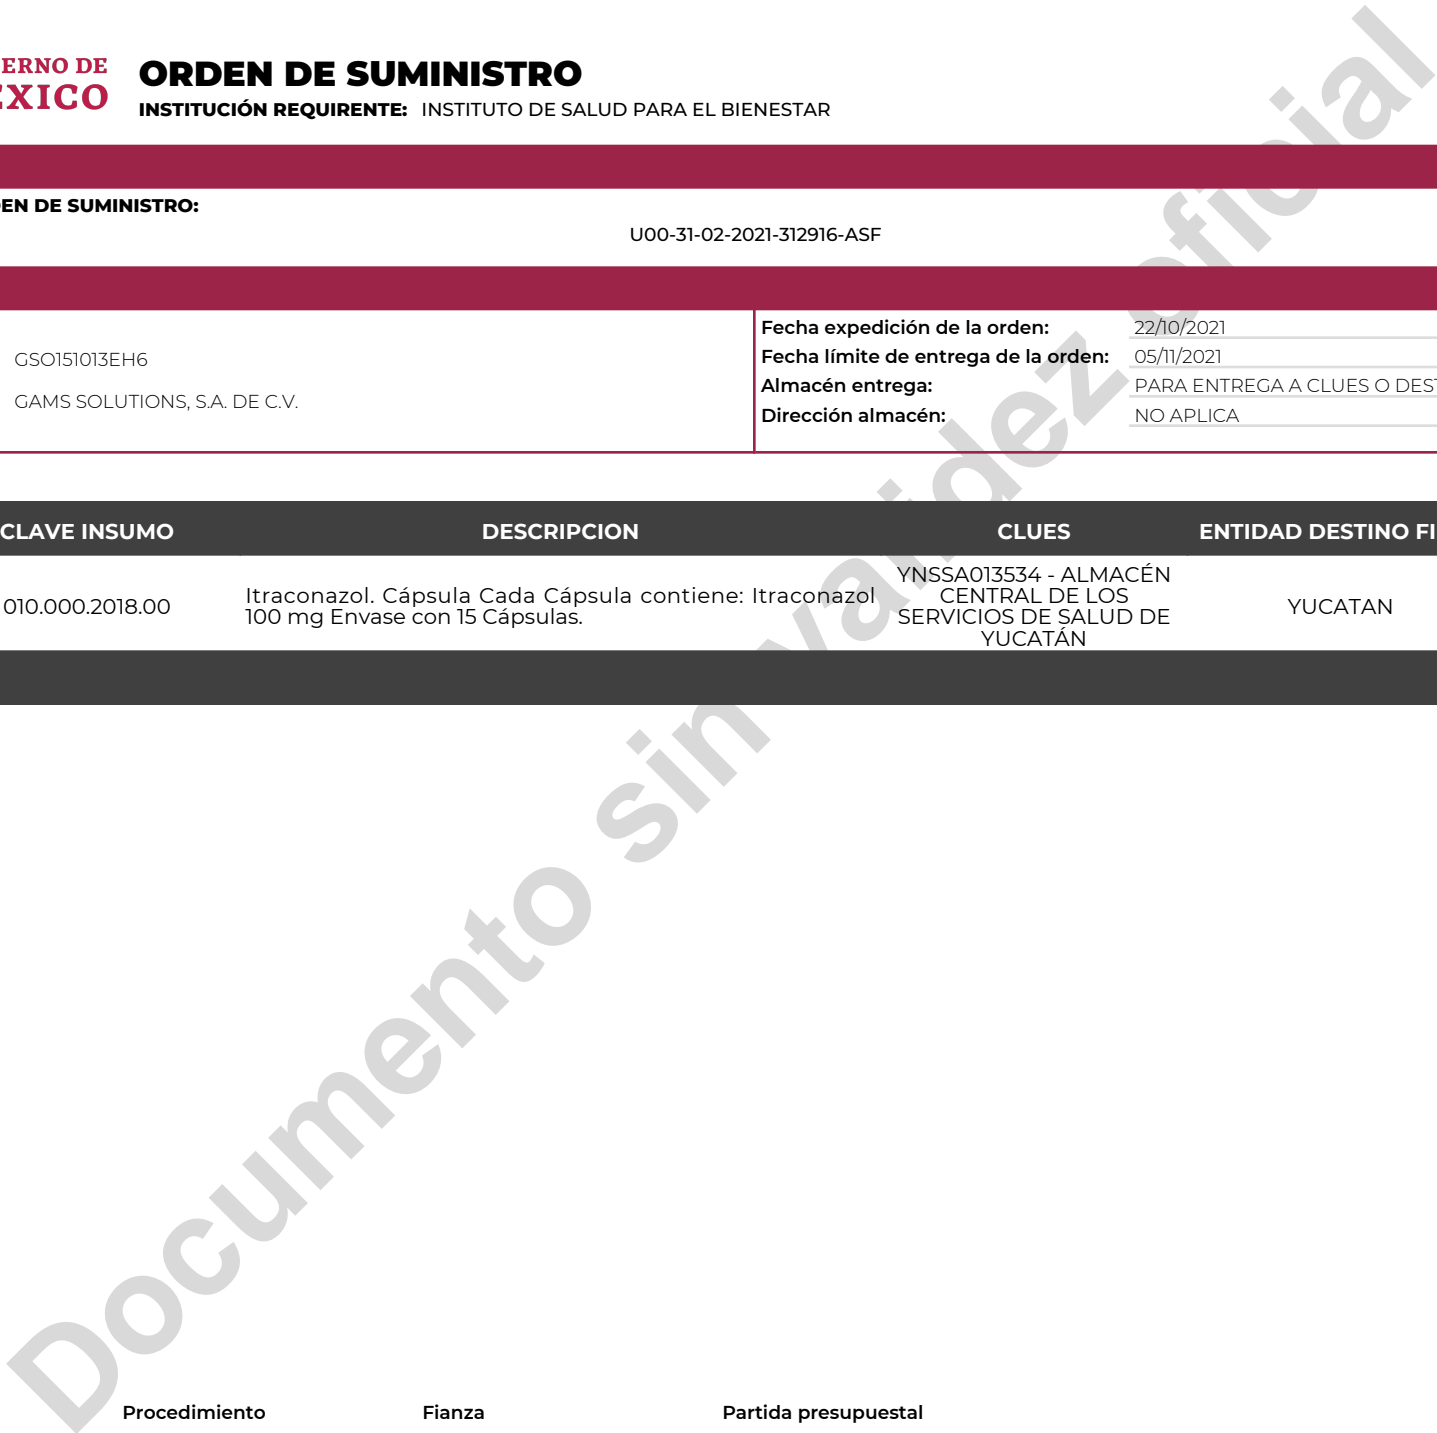 ERNO DE
EXICO
ORDEN DE SUMINISTRO
INSTITUCIÓN REQUIRENTE: INSTITUTO DE SALUD PARA EL BIENESTAR
EN DE SUMINISTRO:
U00-31-02-2021-312916-ASF
GSO151013EH6
GAMS SOLUTIONS, S.A. DE C.V.
Fecha expedición de la orden: 22/10/2021
Fecha límite de entrega de la orden: 05/11/2021
Almacén entrega: PARA ENTREGA A CLUES O DEST
Dirección almacén: NO APLICA
CLAVE INSUMO DESCRIPCION CLUES ENTIDAD DESTINO FI
010.000.2018.00
Itraconazol. Cápsula Cada Cápsula contiene: Itraconazol
100 mg Envase con 15 Cápsulas.
YNSSA013534 - ALMACÉN
CENTRAL DE LOS
SERVICIOS DE SALUD DE
YUCATÁN
YUCATAN
Procedimiento Fianza Partida presupuestal
Documento sin validez oficial